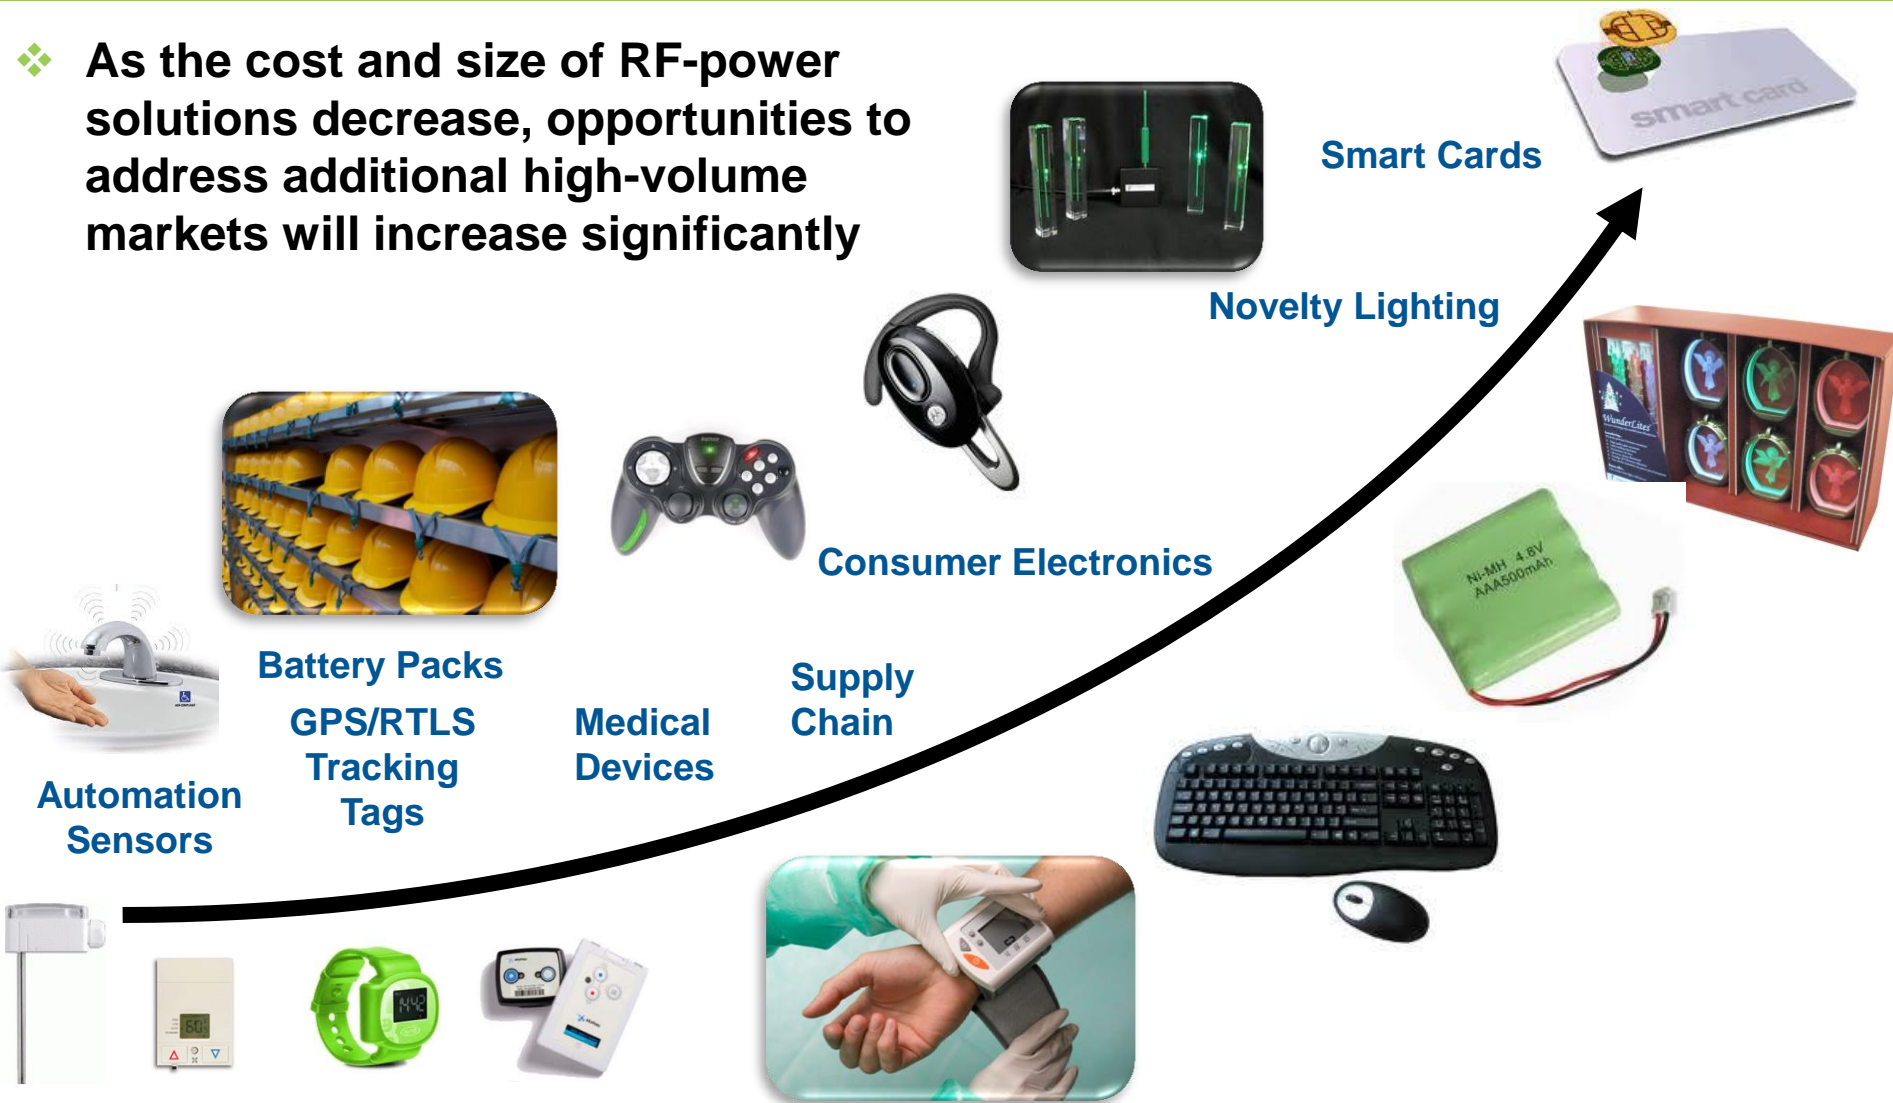 As the cost and size of RF-power
solutions decrease, opportunities to
address additional high-volume
markets will increase significantly
smart card
Smart Cards
Novelty Lighting
WunderLites
Consumer Electronics
Ni-MH 4.8V
AAA500mAh
Battery Packs
GPS/RTLS
Tracking
Tags
Medical
Devices
Supply
Chain
Automation
Sensors